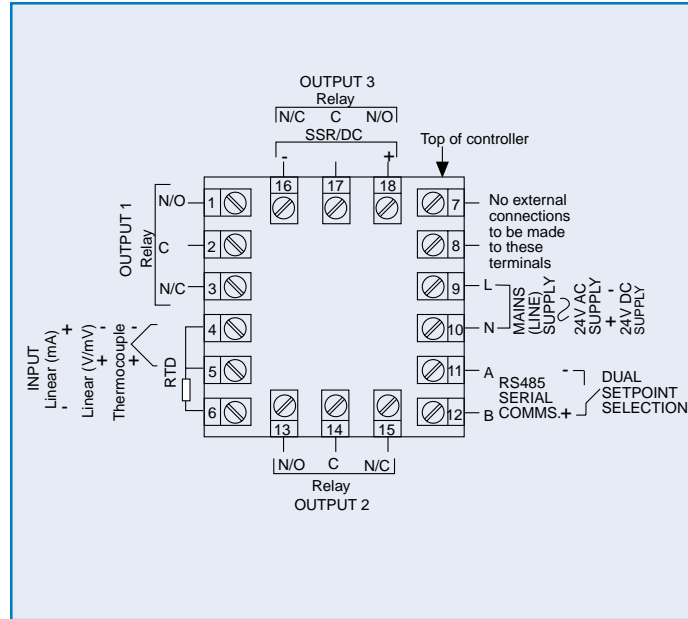 OUTPUT 3
Relay
N/C C N/O
SSR/DC
- +
Top of controller
16 17 18
OUTPUT 1
Relay
N/O 1
C 2
N/C 3
7 No external
connections
to be made
to these
terminals
8
9 L
10 N
MAINS
(LINE)
SUPPLY
24V AC
SUPPLY
- +
24V DC
SUPPLY
INPUT
Linear (mA) + -
Linear (V/mV) - +
Thermocouple - +
RTD
4
5
6
11 A
12 B
RS485
SERIAL
COMMS.
- +
DUAL
SETPOINT
SELECTION
13 14 15
N/O C N/C
Relay
OUTPUT 2